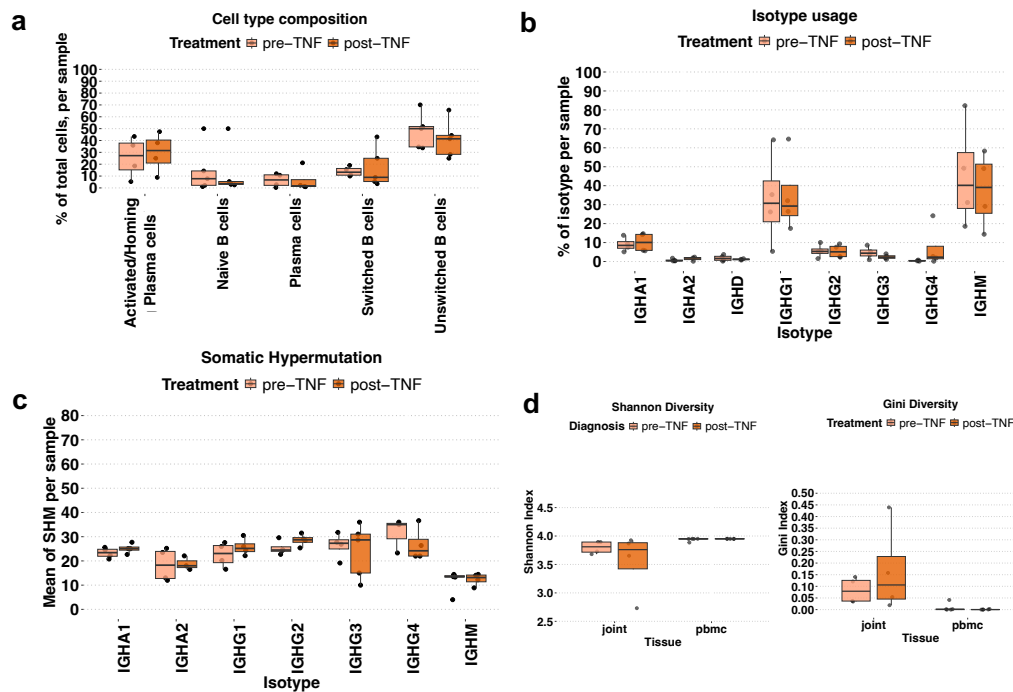 a
Cell type composition
Treatment pre−TNF post−TNF
% of total cells, per sample
100
90
80
70
60
50
40
30
20
10
0
Activated/Homing
Plasma cells
Naive B cells
Plasma cells
Switched B cells
Unswitched B cells
b
Isotype usage
Treatment pre−TNF post−TNF
% of isotype per sample
100
90
80
70
60
50
40
30
20
10
0
IGHA1
IGHA2
IGHD
IGHG1
IGHG2
IGHG3
IGHG4
IGHM
Isotype
c
Somatic Hypermutation
Treatment pre−TNF post−TNF
Mean of SHM per sample
80
70
60
50
40
30
20
10
0
IGHA1
IGHA2
IGHG1
IGHG2
IGHG3
IGHG4
IGHM
Isotype
d
Shannon Diversity
Diagnosis pre−TNF post−TNF
Shannon Index
4.5
4.0
3.5
3.0
2.5
joint
pbmc
Tissue
Gini Diversity
Treatment pre−TNF post−TNF
Gini Index
0.50
0.45
0.40
0.35
0.30
0.25
0.20
0.15
0.10
0.05
0.00
joint
pbmc
Tissue